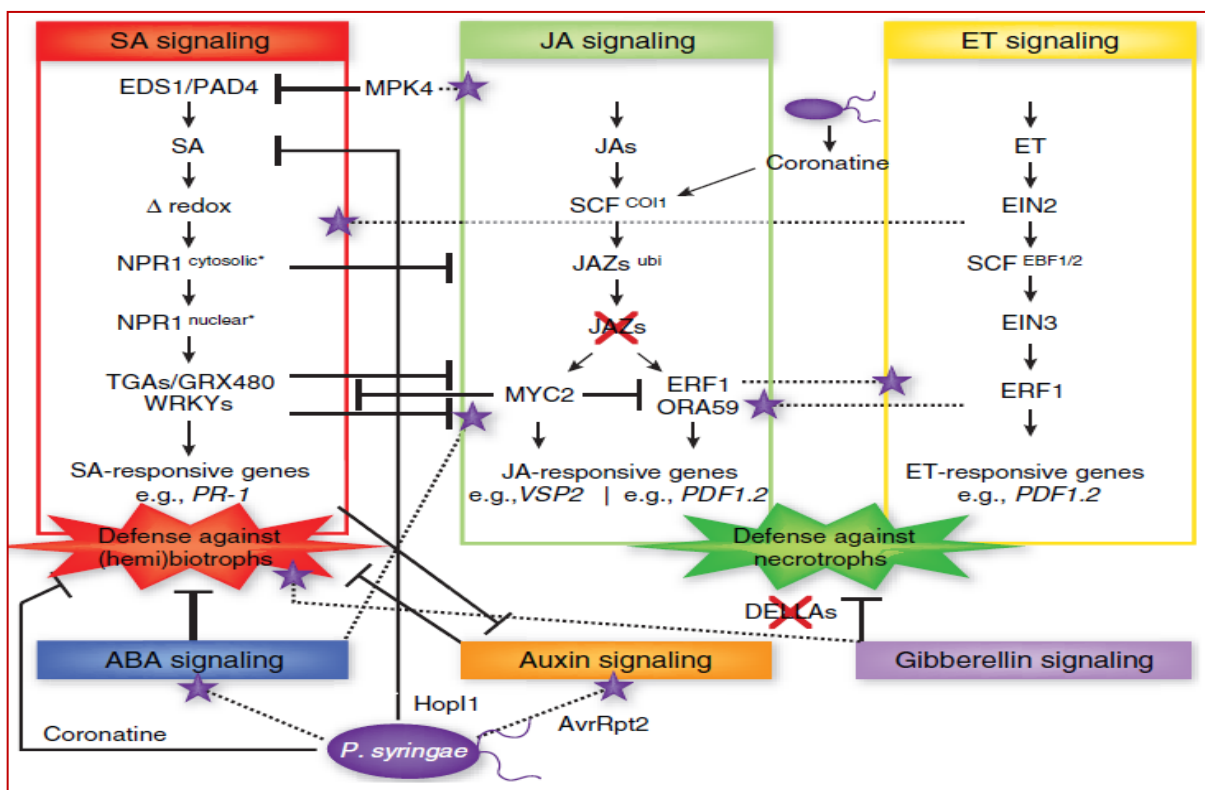 SA signaling
EDS1/PAD4
SA
Δ redox
NPR1 cytosolic*
NPR1 nuclear*
TGAs/GRX480
WRKYs
SA-responsive genes
e.g., PR-1
Defense against
(hemi)biotrophs
MPK4
JA signaling
JAs
SCF COI1
JAZs ubi
JAZs
MYC2
ERF1
ORA59
JA-responsive genes
e.g.,VSP2 | e.g., PDF1.2
Coronatine
ET signaling
ET
EIN2
SCF EBF1/2
EIN3
ERF1
ET-responsive genes
e.g., PDF1.2
Defense against
necrotrophs
DELLAs
ABA signaling
Auxin signaling
Gibberellin signaling
Coronatine
HopI1
AvrRpt2
P. syringae